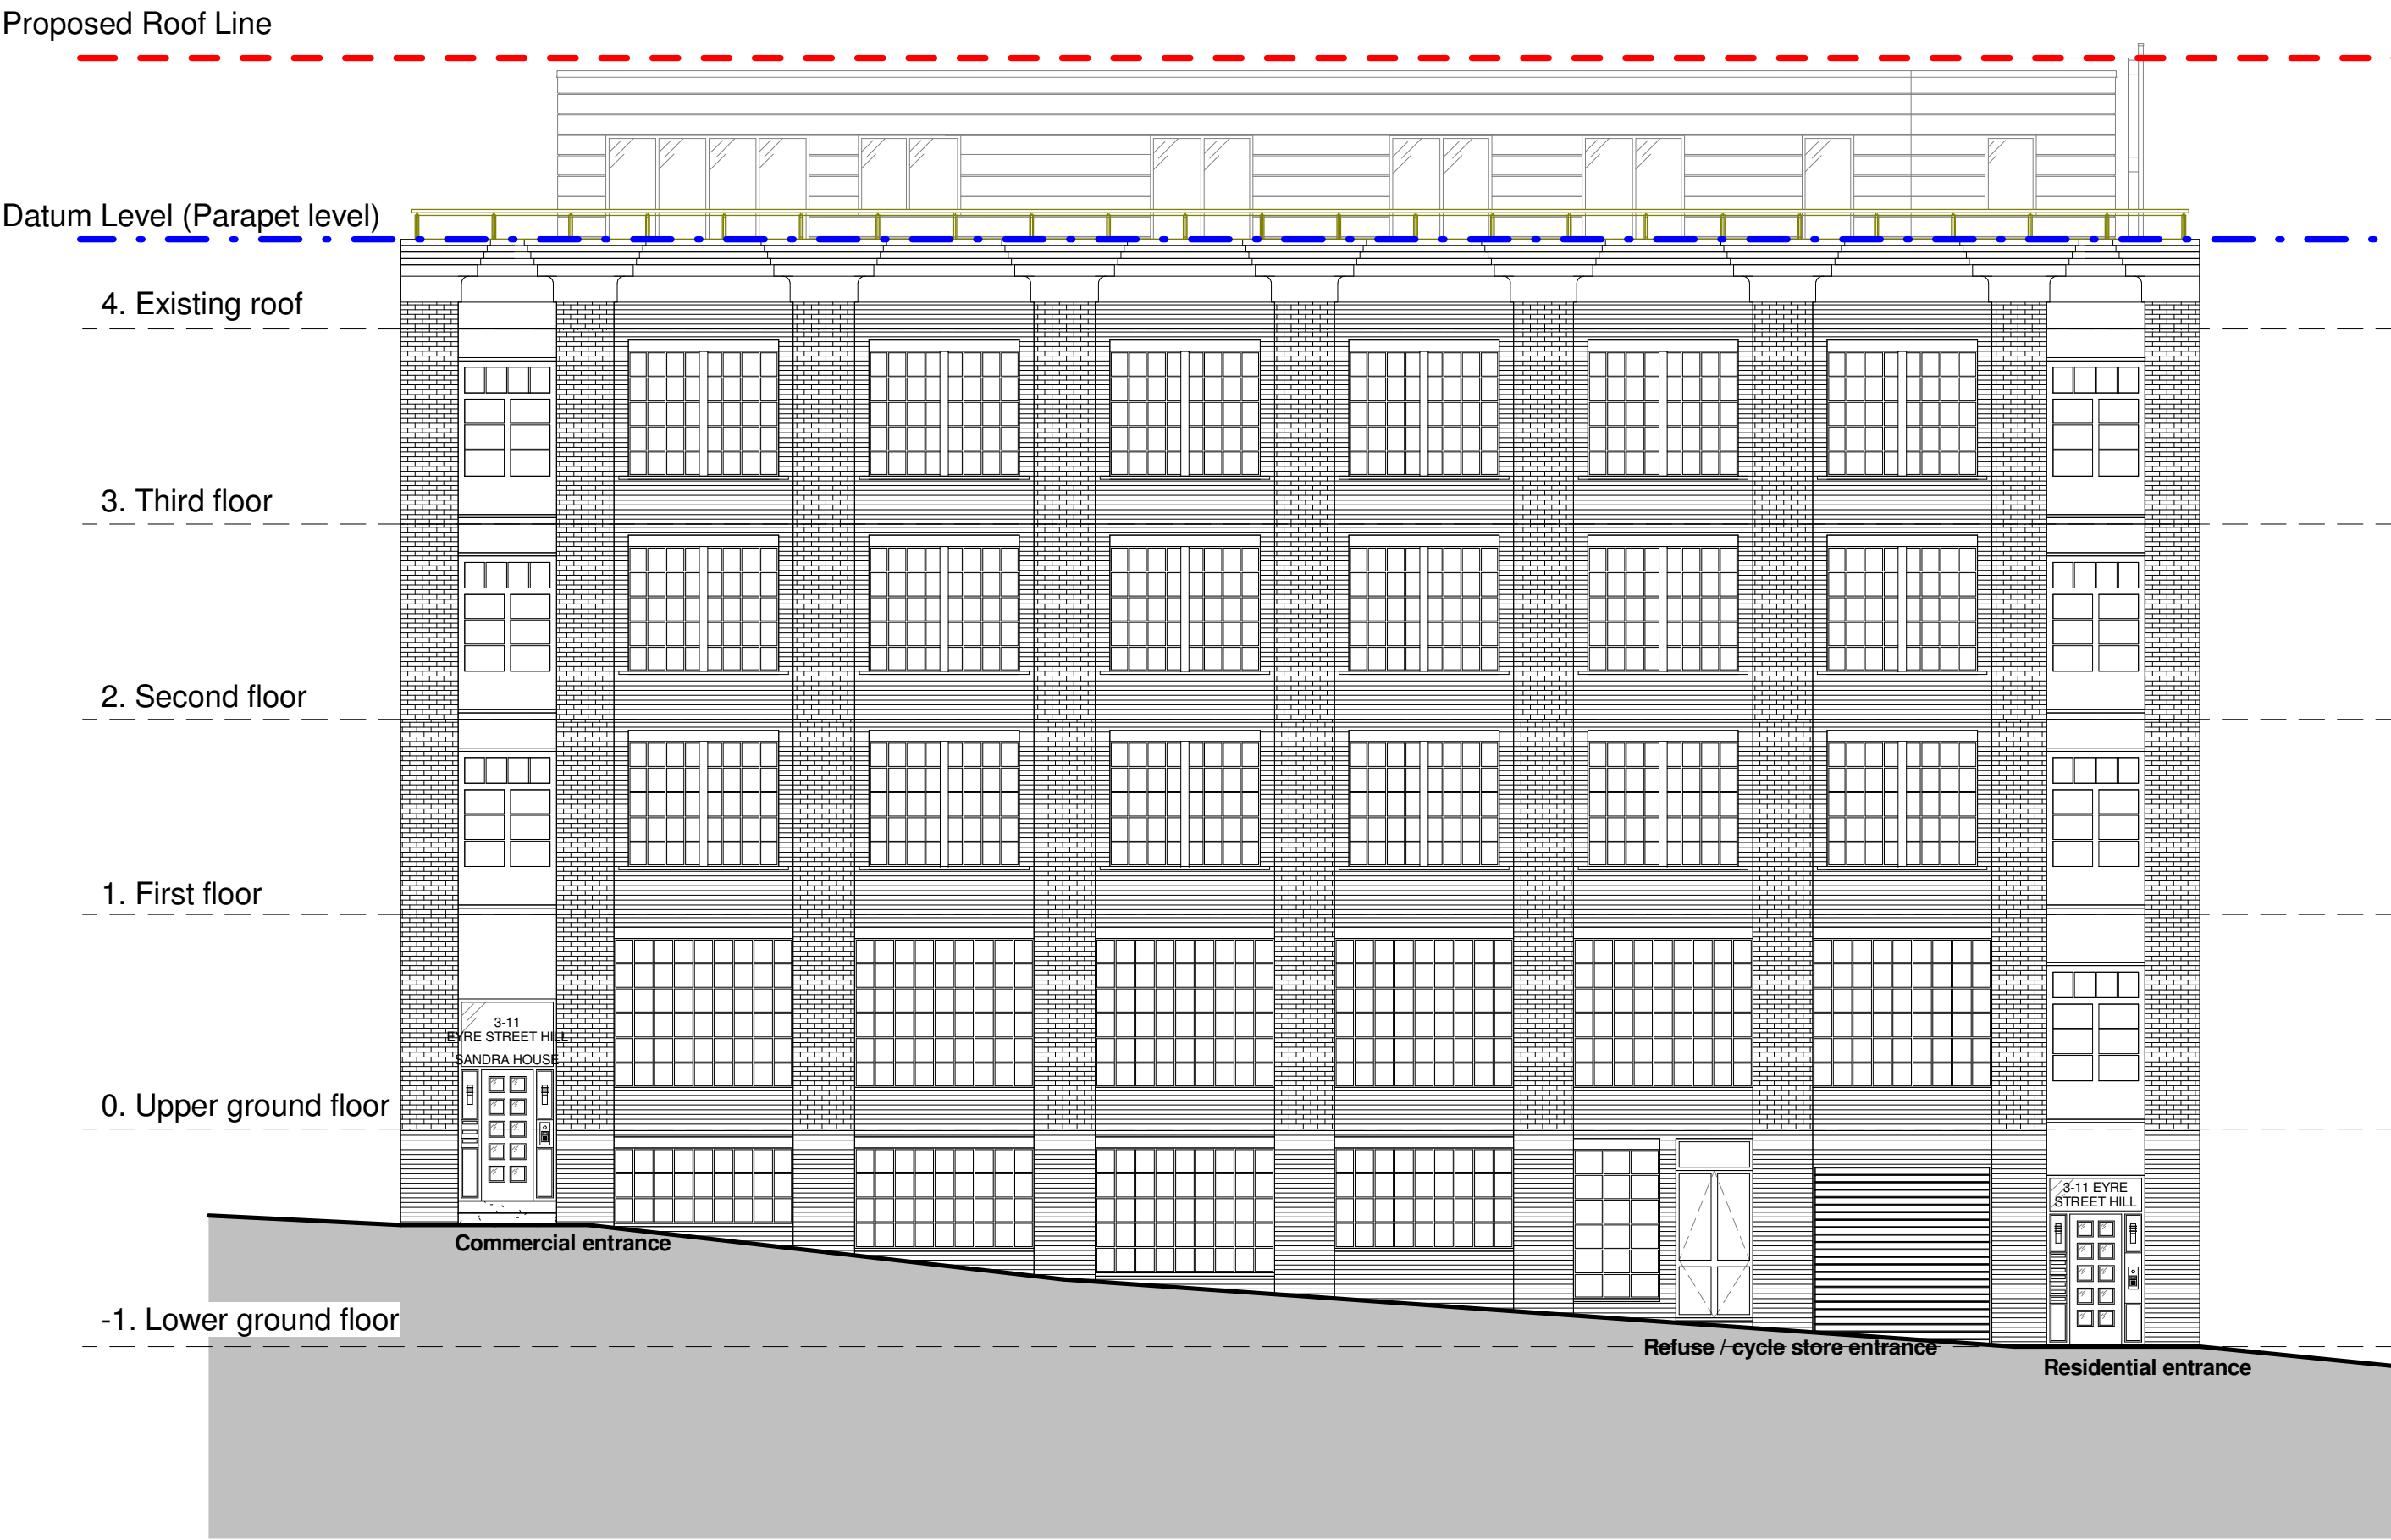 Proposed Roof Line
Datum Level (Parapet level)
4. Existing roof
3. Third floor
2. Second floor
1. First floor
3-11
EYRE STREET HILL
SANDRA HOUSE
0. Upper ground floor
3-11 EYRE
STREET HILL
Commercial entrance
-1. Lower ground floor
Refuse / cycle store entrance
Residential entrance